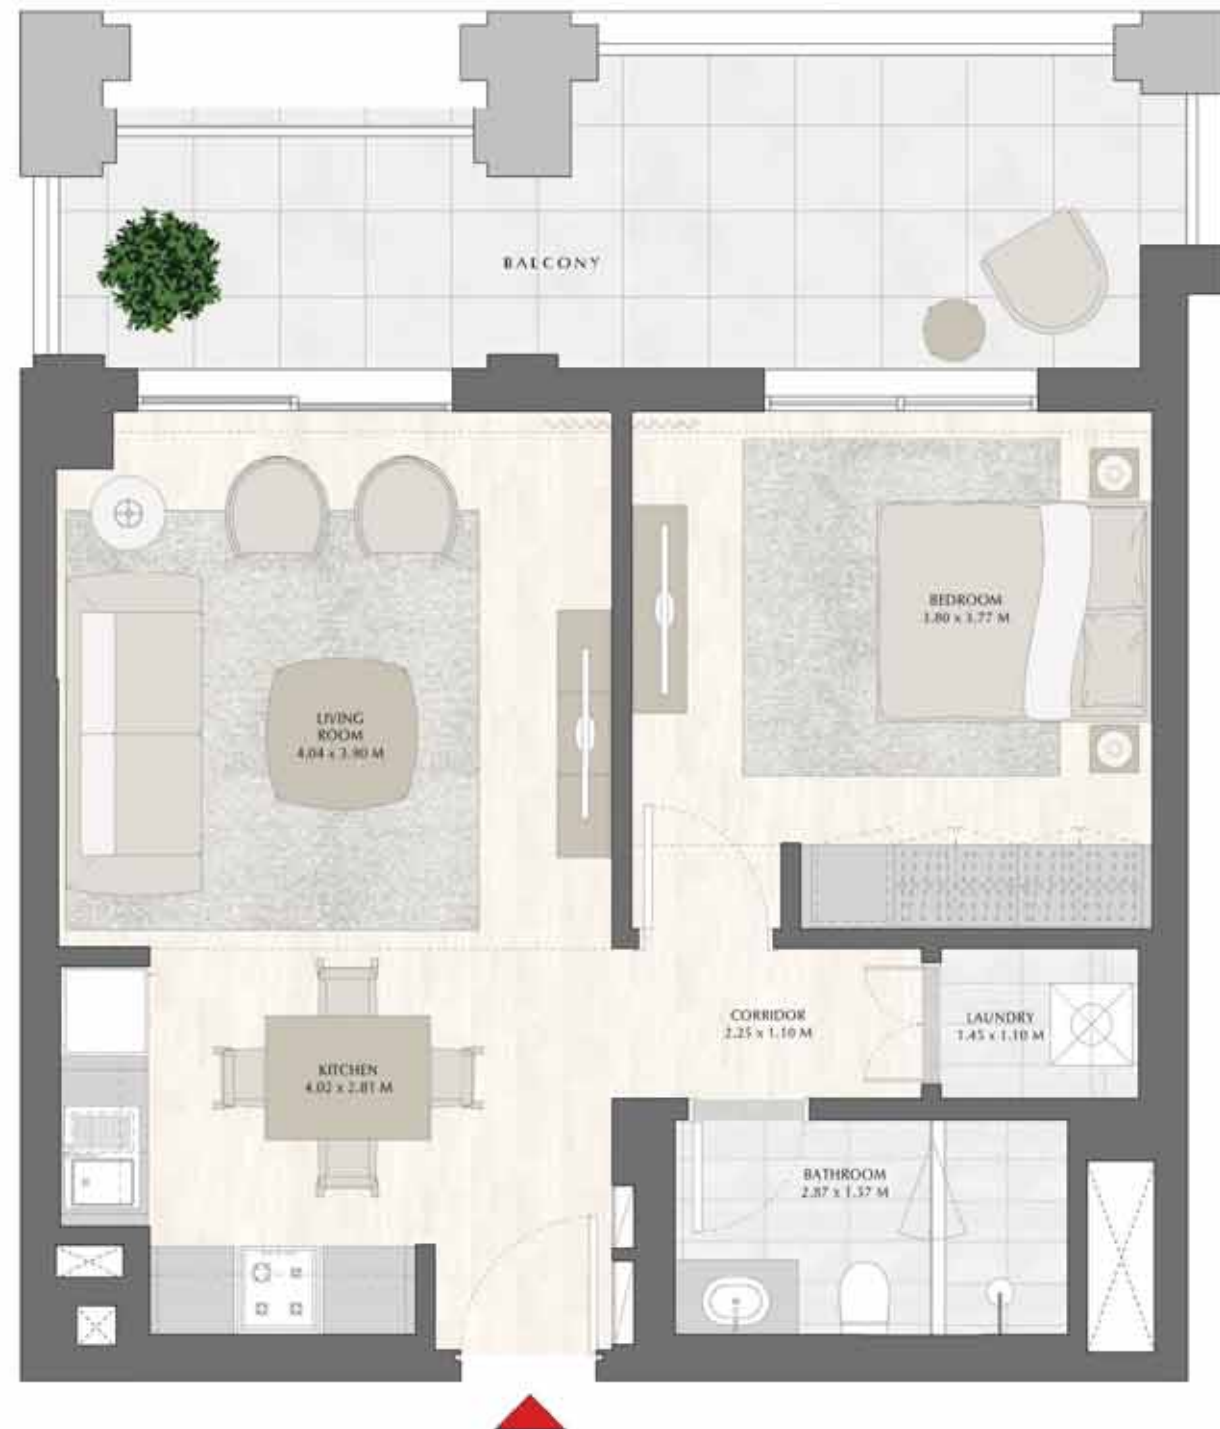 BALCONY
BEDROOM
3.80 x 3.77 M
LIVING
ROOM
4.04 x 3.90 M
CORRIDOR
2.25 x 1.10 M
LAUNDRY
1.45 x 1.10 M
KITCHEN
4.02 x 2.81 M
BATHROOM
2.87 x 1.57 M